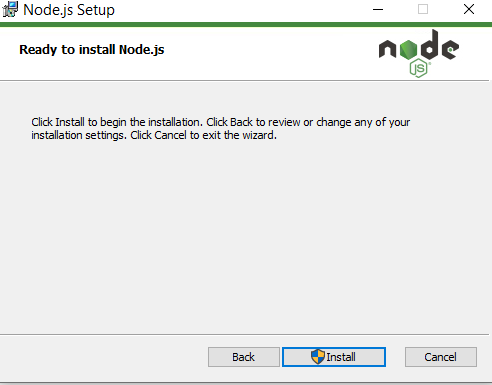 Node.js Setup
Ready to install Node.js
node
JS
Click Install to begin the installation. Click Back to review or change any of your
installation settings. Click Cancel to exit the wizard.
Back
Install
Cancel